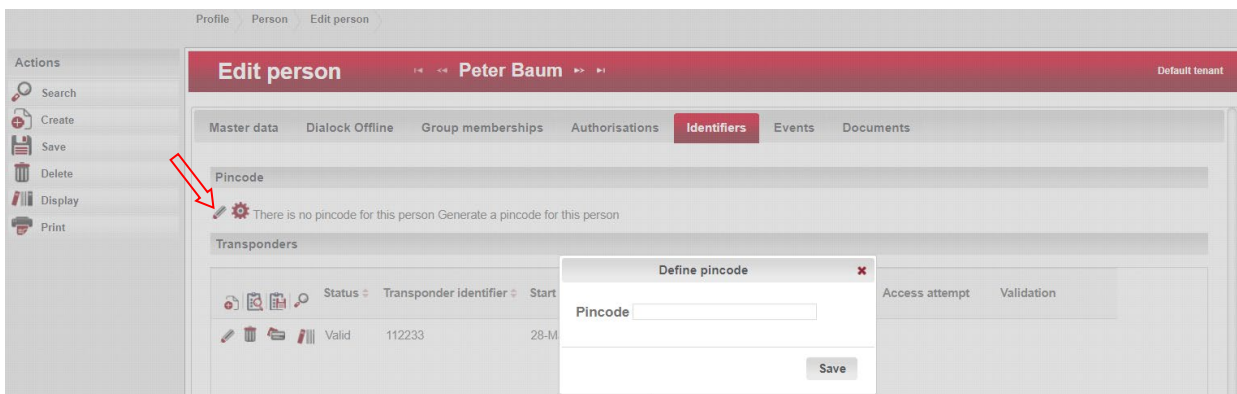 Profile Person Edit person
Actions
Search
Create
Save
Delete
Display
Print
Edit person
Peter Baum
Default tenant
Master data Dialock Offline Group memberships Authorisations Identifiers Events Documents
Pincode
There is no pincode for this person Generate a pincode for this person
Transponders
Status Transponder identifier Start Access attempt Validation
Valid 112233 28-M
Define pincode
Pincode
Save